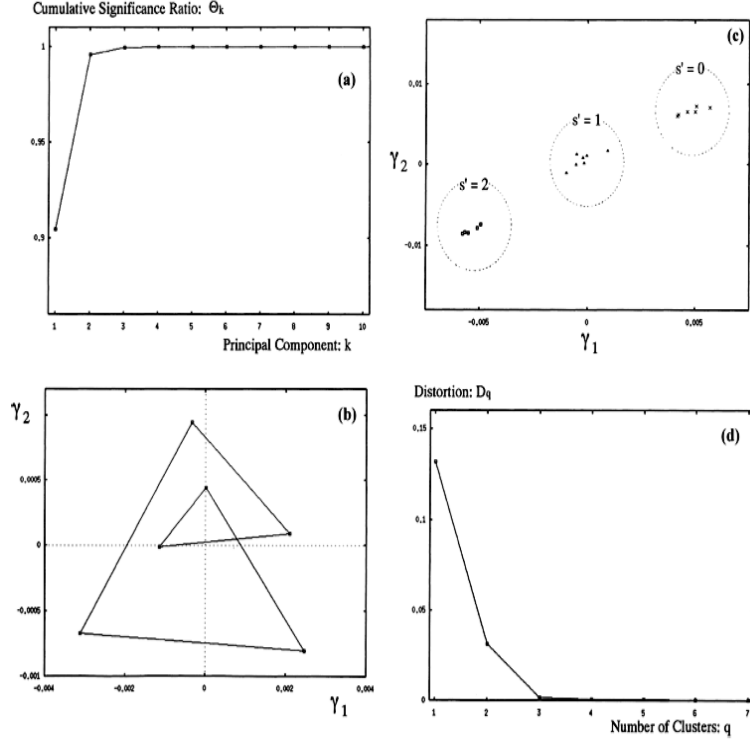 Cumulative Significance Ratio: Θk
(a)
1
0.95
0.9
1 2 3 4 5 6 7 8 9 10
Principal Component: k
(c)
0.01
0
-0.01
γ2
s' = 0
s' = 1
s' = 2
-0.005 0 0.005
γ1
(b)
γ2
0.0005
0
-0.0005
-0.001
-0.004 -0.002 0 0.002 0.004
γ1
Distortion: Dq
(d)
0.15
0.1
0.05
0
1 2 3 4 5 6 7
Number of Clusters: q